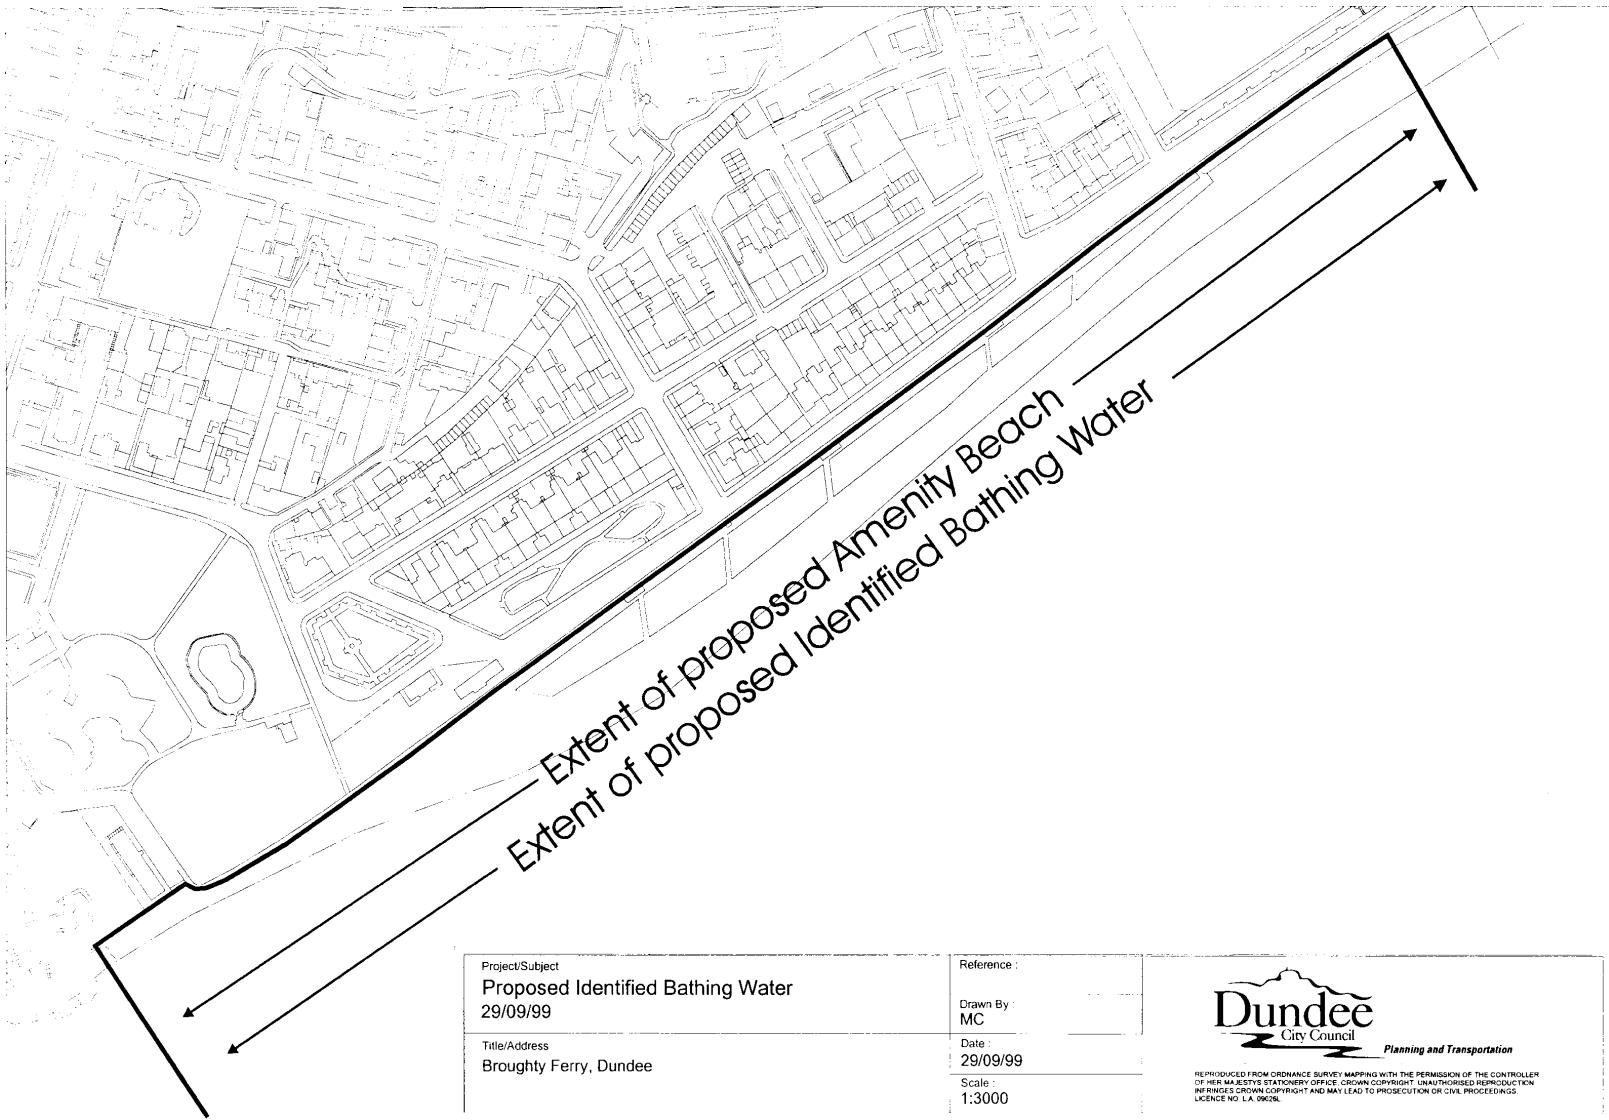 Extent of proposed Amenity Beach
Extent of proposed Identified Bathing Water
Project/Subject
Proposed Identified Bathing Water
29/09/99
Title/Address
Broughty Ferry, Dundee
Reference :
Drawn By :
MC
Date :
29/09/99
Scale :
1:3000
Dundee
City Council
Planning and Transportation
REPRODUCED FROM ORDNANCE SURVEY MAPPING WITH THE PERMISSION OF THE CONTROLLER
OF HER MAJESTYS STATIONERY OFFICE. CROWN COPYRIGHT. UNAUTHORISED REPRODUCTION
INFRINGES CROWN COPYRIGHT AND MAY LEAD TO PROSECUTION OR CIVIL PROCEEDINGS.
LICENCE NO. L.A. 09026L.